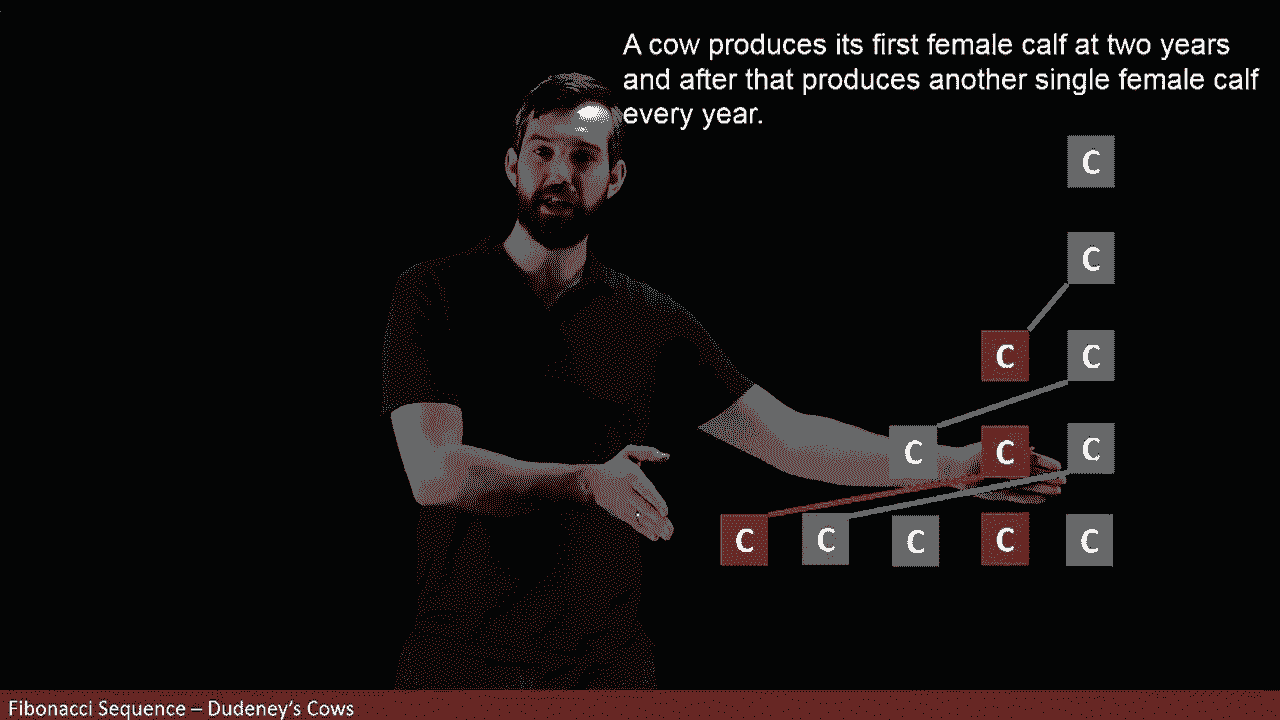 A cow produces its first female calf at two years
and after that produces another single female calf
every year.
C
C
C C
C C C
C C C C C
Fibonacci Sequence – Dudeney's Cows